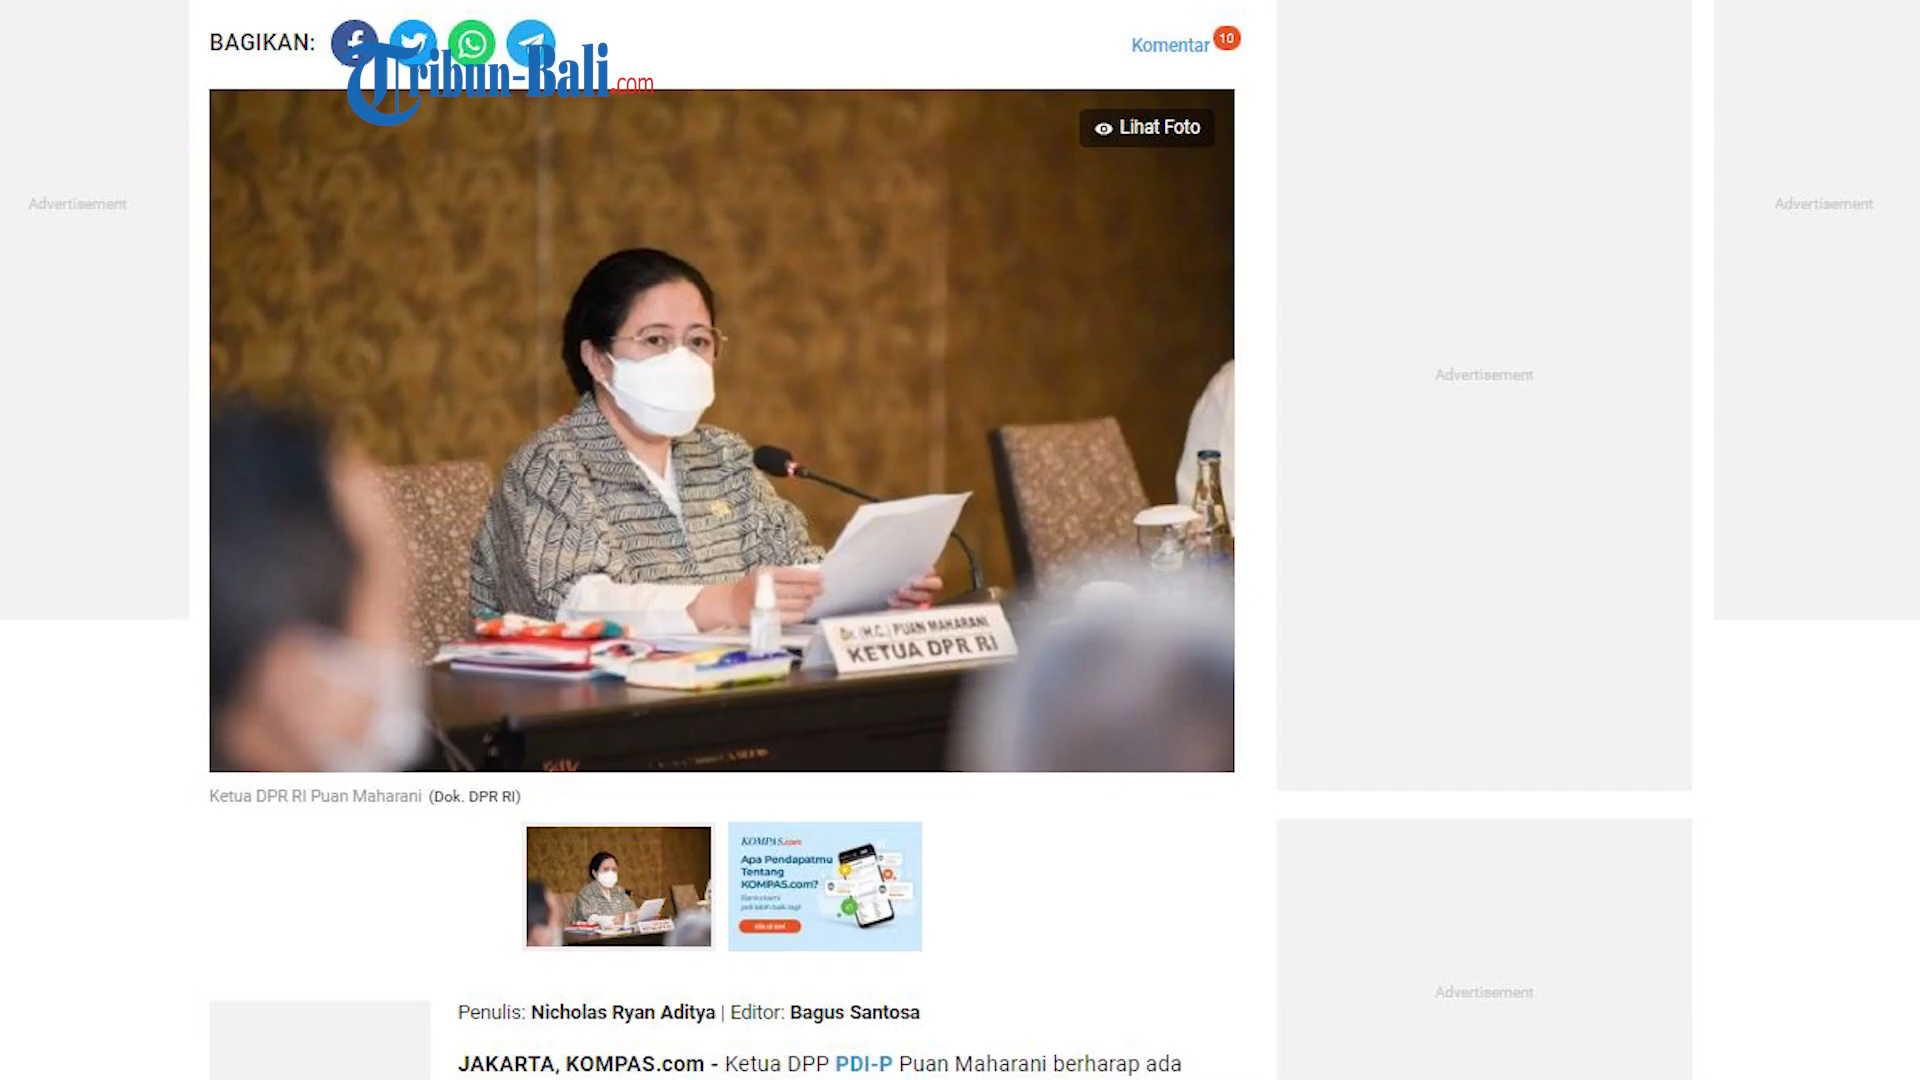 BAGIKAN:
Komentar 10
Tribun-Bali.com
Lihat Foto
Advertisement
Advertisement
Advertisement
Dr. (H.C.) PUAN MAHARANI
KETUA DPR RI
Ketua DPR RI Puan Maharani (Dok. DPR RI)
KOMPAS.com
Apa Pendapatmu
Tentang
KOMPAS.com?
Advertisement
Penulis: Nicholas Ryan Aditya | Editor: Bagus Santosa
JAKARTA, KOMPAS.com - Ketua DPP PDI-P Puan Maharani berharap ada